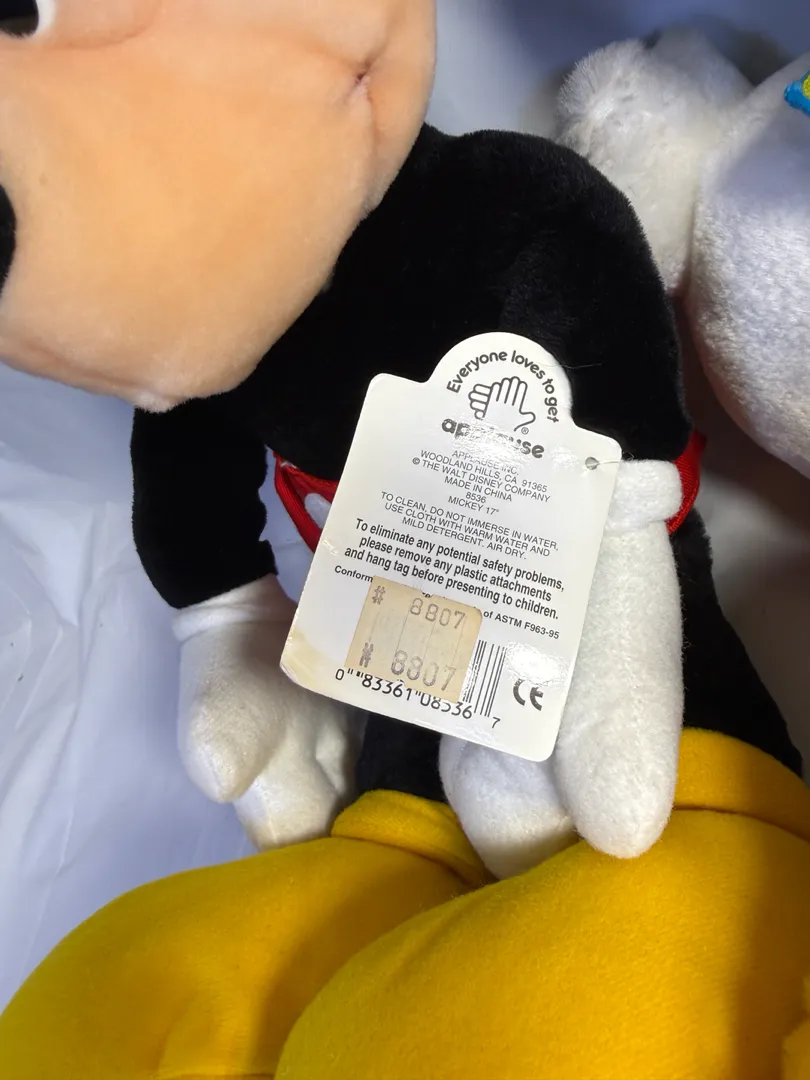 Everyone loves to get
applause®
APPLAUSE INC.
WOODLAND HILLS, CA 91365
© THE WALT DISNEY COMPANY
MADE IN CHINA
8536
MICKEY 17"
TO CLEAN, DO NOT IMMERSE IN WATER,
USE CLOTH WITH WARM WATER AND
MILD DETERGENT. AIR DRY.
To eliminate any potential safety problems,
please remove any plastic attachments
and hang tag before presenting to children.
of ASTM F963-95
# 8807
# 8807
0 83361 08536 7
CE